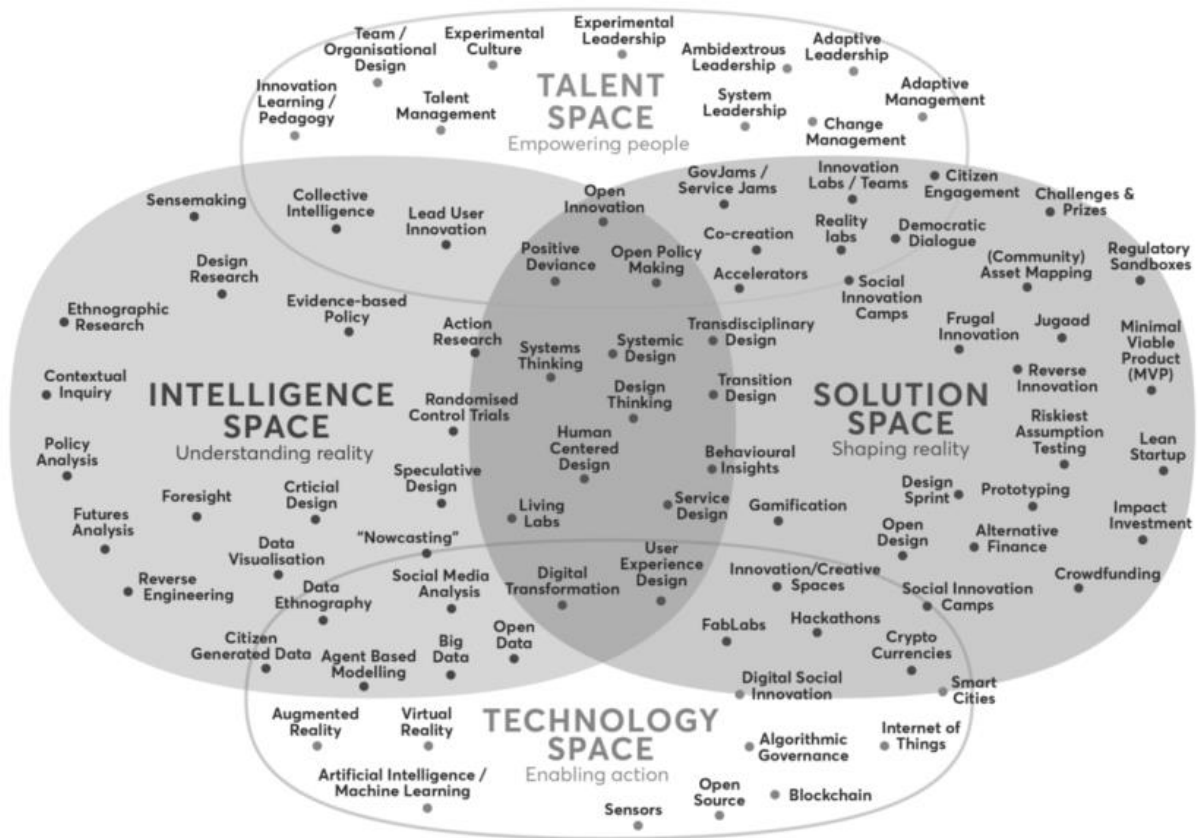 Team /
Organisational
Design
Experimental
Culture
Experimental
Leadership
Ambidextrous
Leadership
Adaptive
Leadership
Innovation
Learning /
Pedagogy
Talent
Management
TALENT
SPACE
Empowering people
System
Leadership
Adaptive
Management
Change
Management
Sensemaking
Collective
Intelligence
Lead User
Innovation
Open
Innovation
GovJams /
Service Jams
Innovation
Labs / Teams
Citizen
Engagement
Challenges &
Prizes
Design
Research
Positive
Deviance
Open Policy
Making
Co-creation
Reality
labs
Democratic
Dialogue
(Community)
Asset Mapping
Regulatory
Sandboxes
Accelerators
Social
Innovation
Camps
Ethnographic
Research
Evidence-based
Policy
Action
Research
Systems
Thinking
Systemic
Design
Transdisciplinary
Design
Frugal
Innovation
Jugaad
Minimal
Viable
Product
(MVP)
Contextual
Inquiry
INTELLIGENCE
SPACE
Understanding reality
Randomised
Control Trials
Design
Thinking
Transition
Design
SOLUTION
SPACE
Shaping reality
Reverse
Innovation
Riskiest
Assumption
Testing
Lean
Startup
Policy
Analysis
Human
Centered
Design
Behavioural
Insights
Foresight
Crticial
Design
Speculative
Design
Living
Labs
Service
Design
Gamification
Design
Sprint
Prototyping
Impact
Investment
Futures
Analysis
Data
Visualisation
"Nowcasting"
Open
Design
Alternative
Finance
Reverse
Engineering
Data
Ethnography
Social Media
Analysis
Digital
Transformation
User
Experience
Design
Innovation/Creative
Spaces
Social Innovation
Camps
Crowdfunding
Citizen
Generated Data
Agent Based
Modelling
Big
Data
Open
Data
FabLabs
Hackathons
Crypto
Currencies
Digital Social
Innovation
Smart
Cities
Augmented
Reality
Virtual
Reality
TECHNOLOGY
SPACE
Enabling action
Algorithmic
Governance
Internet of
Things
Artificial Intelligence /
Machine Learning
Sensors
Open
Source
Blockchain